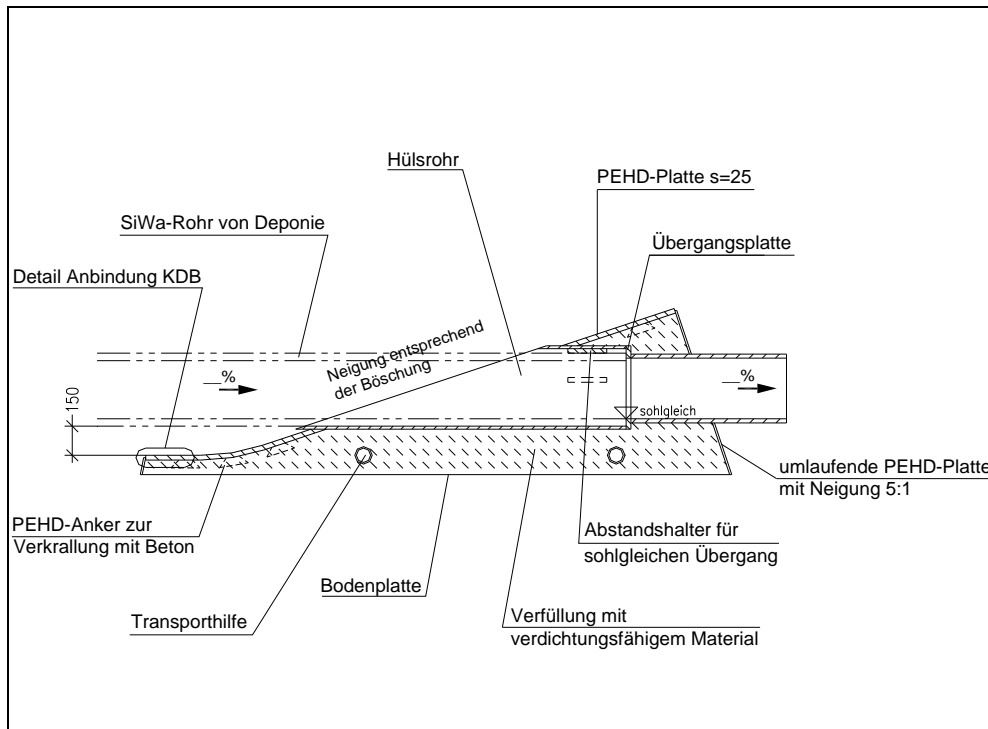 Hülsrohr
PEHD-Platte s=25
SiWa-Rohr von Deponie
Übergangsplatte
Detail Anbindung KDB
Neigung entsprechend
der Böschung
__%
__%
150
sohlgleich
umlaufende PEHD-Platte
mit Neigung 5:1
PEHD-Anker zur
Verkrallung mit Beton
Abstandshalter für
sohlgleichen Übergang
Bodenplatte
Transporthilfe
Verfüllung mit
verdichtungsfähigem Material